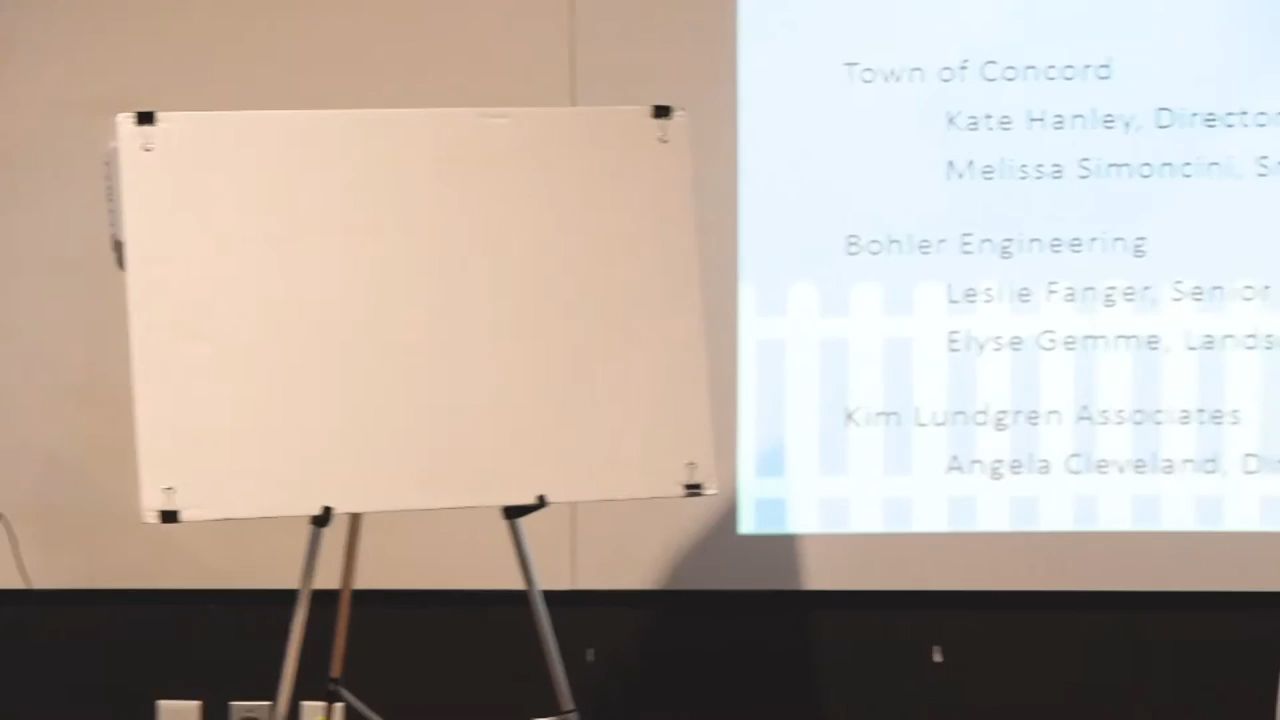 Town of Concord
Kate Hanley, Director
Melissa Simoncini,
Bohler Engineering
Leslie Fanger, Senior
Elyse Gemme,
Kim Lundgren Associates
Angela Cleveland,